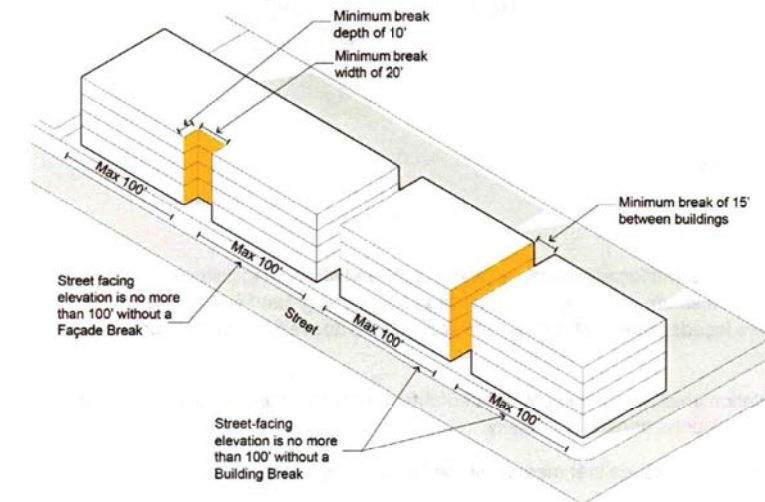 Minimum break
depth of 10'
Minimum break
width of 20'
Max 100'
Minimum break of 15'
between buildings
Max 100'
Street facing
elevation is no more
than 100' without a
Façade Break
Street
Max 100'
Max 100'
Street-facing
elevation is no more
than 100' without a
Building Break